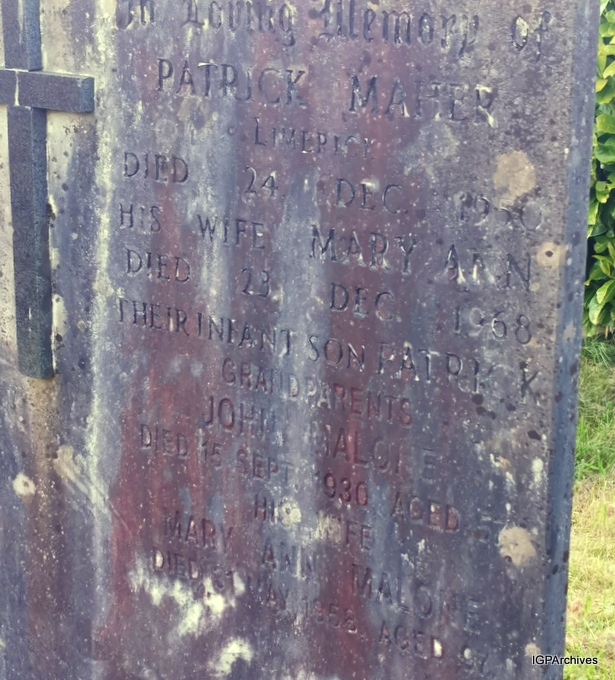 In Loving Memory of
PATRICK MAHER
LIMERICK
DIED 24 DEC. 1950
HIS WIFE MARY ANN
DIED 23 DEC 1968
THEIR INFANT SON PATRICK
GRANDPARENTS
JOHN MALONE
DIED 15 SEPT. 1930 AGED
HIS WIFE
MARY ANN MALONE
DIED MAY 1958 AGED
IGPArchives